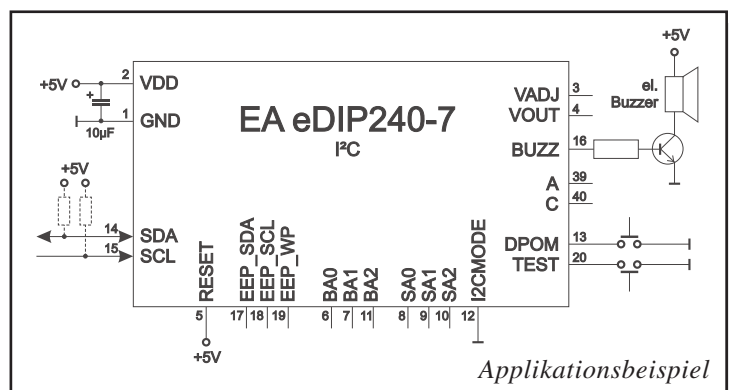 +5V
+5V
2
VDD
+
1
GND
10µF
EA eDIP240-7
I²C
VADJ
3
VOUT
4
el.
Buzzer
BUZZ
16
A
39
C
40
+5V
14
SDA
15
SCL
DPOM
13
TEST
20
RESET
EEP_SDA
EEP_SCL
EEP_WP
BA0
BA1
BA2
SA0
SA1
SA2
I2CMODE
5
17
18
19
6
7
11
8
9
10
12
+5V
Applikationsbeispiel